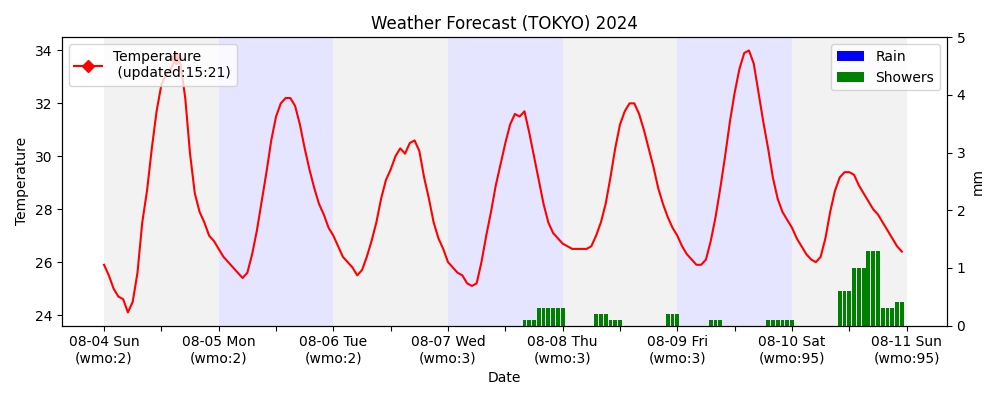 Weather Forecast (TOKYO) 2024
Temperature
(updated:15:21)
Rain
Showers
34
32
30
28
26
24
Temperature
5
4
3
2
1
0
mm
08-04 Sun
(wmo:2)
08-05 Mon
(wmo:2)
08-06 Tue
(wmo:2)
08-07 Wed
(wmo:3)
08-08 Thu
(wmo:3)
08-09 Fri
(wmo:3)
08-10 Sat
(wmo:95)
08-11 Sun
(wmo:95)
Date